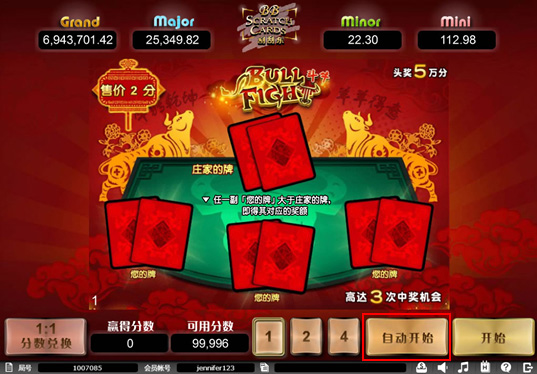 Grand
Major
Minor
Mini
6,943,701.42
25,349.82
BB
SCRATCH
CARDS
22.30
112.98
售价 2 分
BULL
FIGHT
头奖5万分
庄家的牌
▼ 任一副「您的牌」大于庄家的牌，
即得其对应的奖额
您的牌
您的牌
您的牌
1
高达 3 次中奖机会
1:1
分数兑换
赢得分数
0
可用分数
99,996
1
2
4
自动开始
开始
局号
1007085
会员帐号
jennifer123